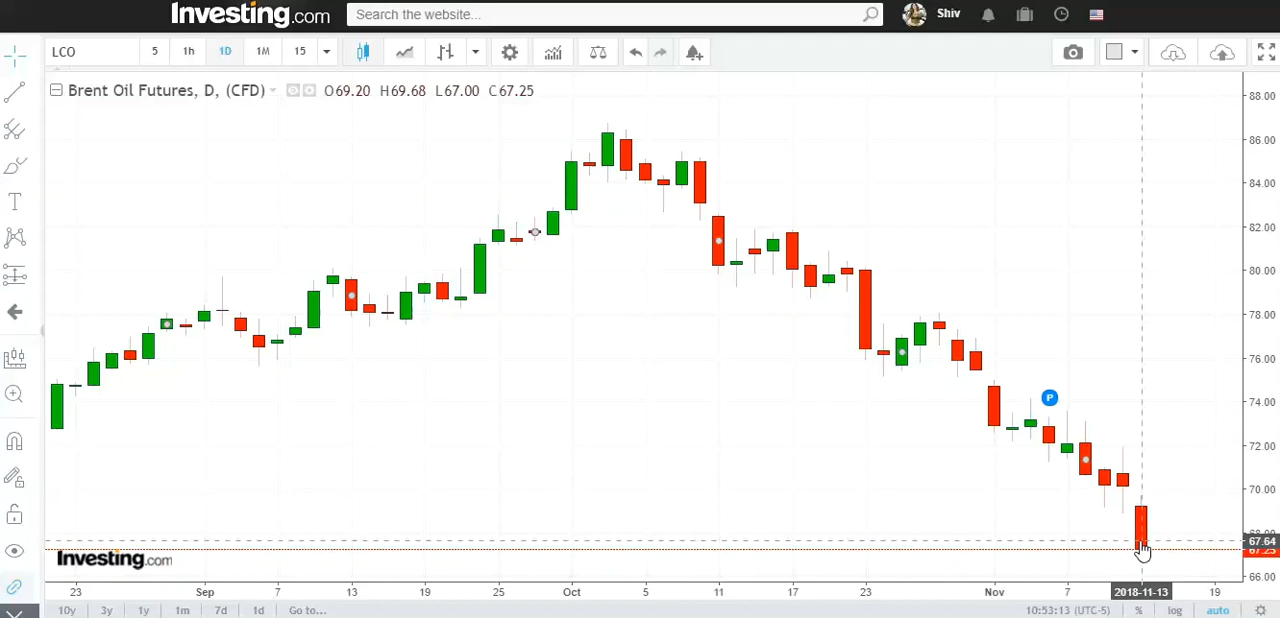 Investing.com Search the website... Shiv
LCO 5 1h 1D 1M 15
Brent Oil Futures, D, (CFD) O69.20 H69.68 L67.00 C67.25
88.00
86.00
84.00
82.00
80.00
78.00
76.00
74.00
P
72.00
70.00
68.00
67.64
67.25
Investing.com
66.00
23 Sep 7 13 19 25 Oct 5 11 17 23 Nov 7 2018-11-13 19
10y 3y 1y 1m 7d 1d Go to... 10:53:13 (UTC-5) % log auto